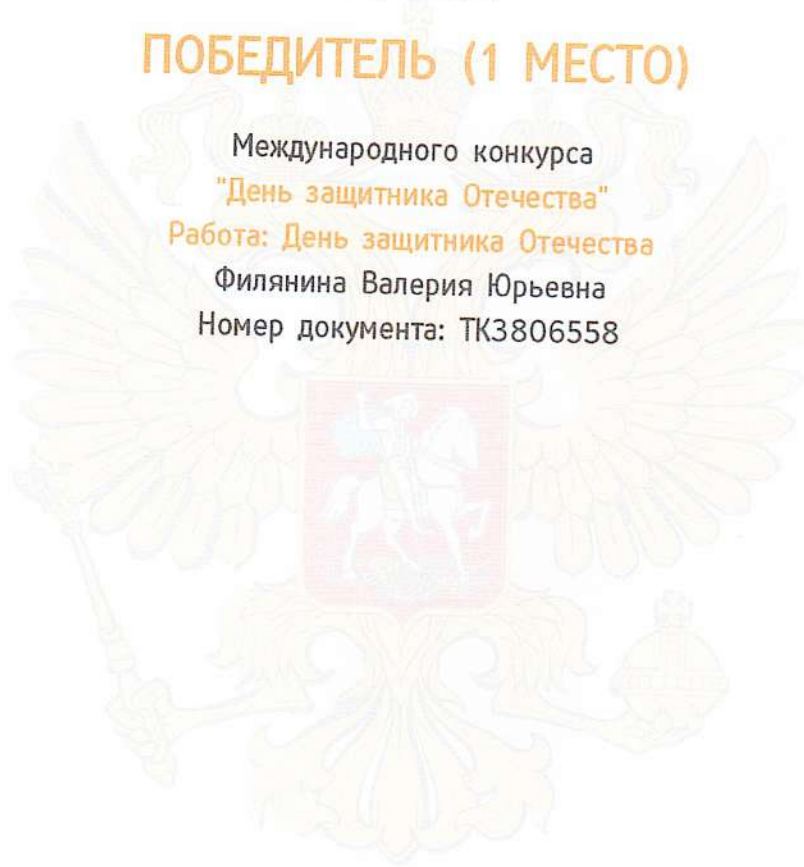 ПОБЕДИТЕЛЬ (1 МЕСТО)
Международного конкурса
"День защитника Отечества"
Работа: День защитника Отечества
Филянина Валерия Юрьевна
Номер документа: ТК3806558